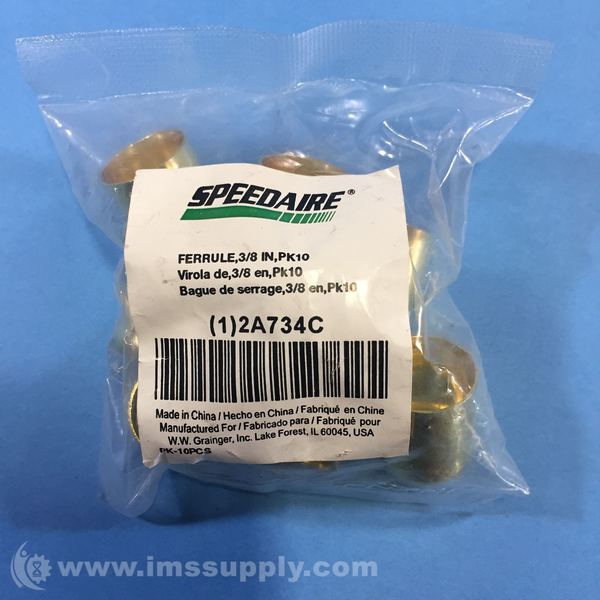 SPEEDAIRE®
FERRULE,3/8 IN,PK10
Virola de,3/8 en,Pk10
Bague de serrage,3/8 en,Pk10
(1)2A734C
Made in China / Hecho en China / Fabriqué en Chine
Manufactured For / Fabricado para / Fabriqué pour
W.W. Grainger, Inc. Lake Forest, IL 60045, USA
PK-10PCS
www.imssupply.com